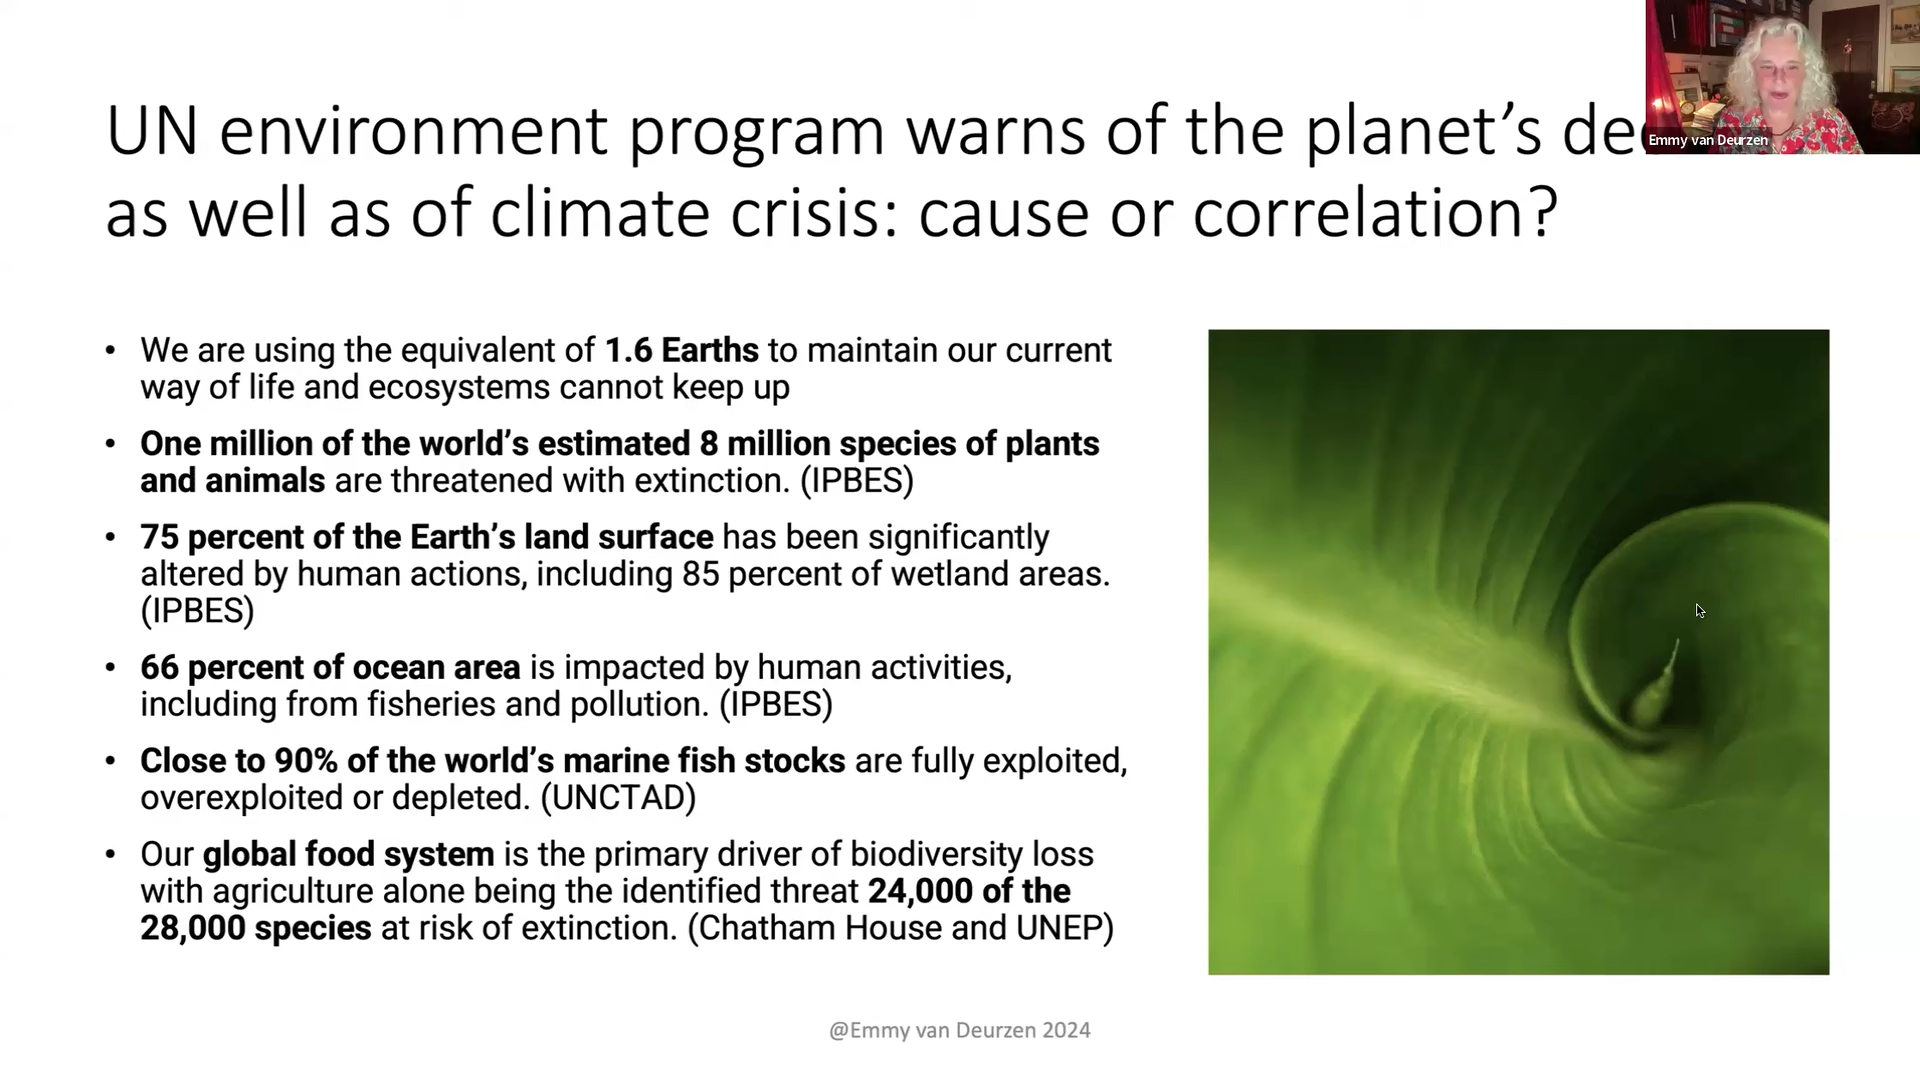 UN environment program warns of the planet’s
as well as of climate crisis: cause or correlation?
Emmy van Deurzen
• We are using the equivalent of 1.6 Earths to maintain our current
way of life and ecosystems cannot keep up
• One million of the world’s estimated 8 million species of plants
and animals are threatened with extinction. (IPBES)
• 75 percent of the Earth’s land surface has been significantly
altered by human actions, including 85 percent of wetland areas.
(IPBES)
• 66 percent of ocean area is impacted by human activities,
including from fisheries and pollution. (IPBES)
• Close to 90% of the world’s marine fish stocks are fully exploited,
overexploited or depleted. (UNCTAD)
• Our global food system is the primary driver of biodiversity loss
with agriculture alone being the identified threat 24,000 of the
28,000 species at risk of extinction. (Chatham House and UNEP)
@Emmy van Deurzen 2024